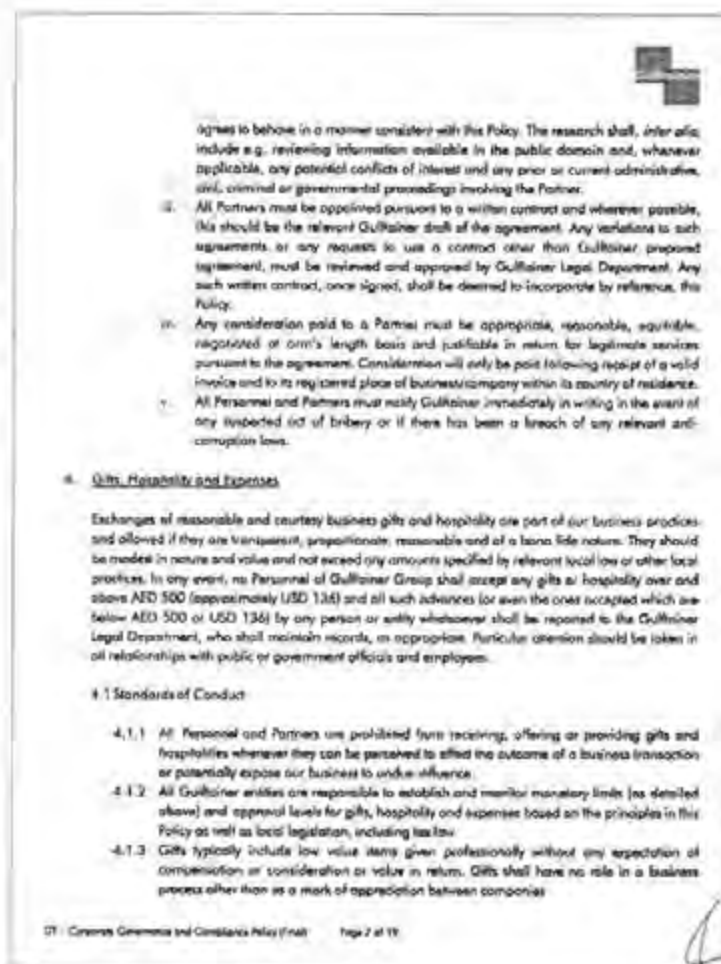 agrees to behave in a manner consistent with this Policy. The research shall, inter alia,
include e.g. reviewing information available in the public domain and, whenever
applicable, any potential conflicts of interest and any prior or current administrative,
civil, criminal or governmental proceedings involving the Partner.
All Partners must be appointed pursuant to a written contract and wherever possible,
this should be the relevant Gulftainer draft of the agreement. Any variations to such
agreements or any requests to use a contract other than Gulftainer prepared
agreement, must be reviewed and approved by Gulftainer Legal Department. Any
such written contract, once signed, shall be deemed to incorporate by reference, this
Policy.
iv. Any consideration paid to a Partner must be appropriate, reasonable, equitable,
negotiated at arm's length basis and justifiable in return for legitimate services
pursuant to the agreement. Consideration will only be paid following receipt of a valid
invoice and to its registered place of business/company within its country of residence.
v. All Personnel and Partners must notify Gulftainer immediately in writing in the event of
any suspected act of bribery or if there has been a breach of any relevant anti-
corruption laws.
Gifts, Hospitality and Expenses
Exchanges of reasonable and courtesy business gifts and hospitality are part of our business practices
and allowed if they are transparent, proportionate, reasonable and of a bona fide nature. They should
be modest in nature and value and not exceed any amounts specified by relevant local law or other local
practices. In any event, no Personnel of Gulftainer Group shall accept any gifts or hospitality over and
above AED 500 (approximately USD 136) and all such advances (or even the ones accepted which are
below AED 500 or USD 136) by any person or entity whatsoever shall be reported to the Gulftainer
Legal Department, who shall maintain records, as appropriate. Particular attention should be taken in
all relationships with public or government officials and employees.
4.1 Standards of Conduct
4.1.1 All Personnel and Partners are prohibited from receiving, offering or providing gifts and
hospitalities whenever they can be perceived to affect the outcome of a business transaction
or potentially expose our business to undue influence.
4.1.2 All Gulftainer entities are responsible to establish and monitor monetary limits (as detailed
above) and approval levels for gifts, hospitality and expenses based on the principles in this
Policy as well as local legislation, including tax law
4.1.3 Gifts typically include low value items given professionally without any expectation of
compensation or consideration or value in return. Gifts shall have no role in a business
process other than as a mark of appreciation between companies
GT - Corporate Governance and Compliance Policy (Final) Page 7 of 19